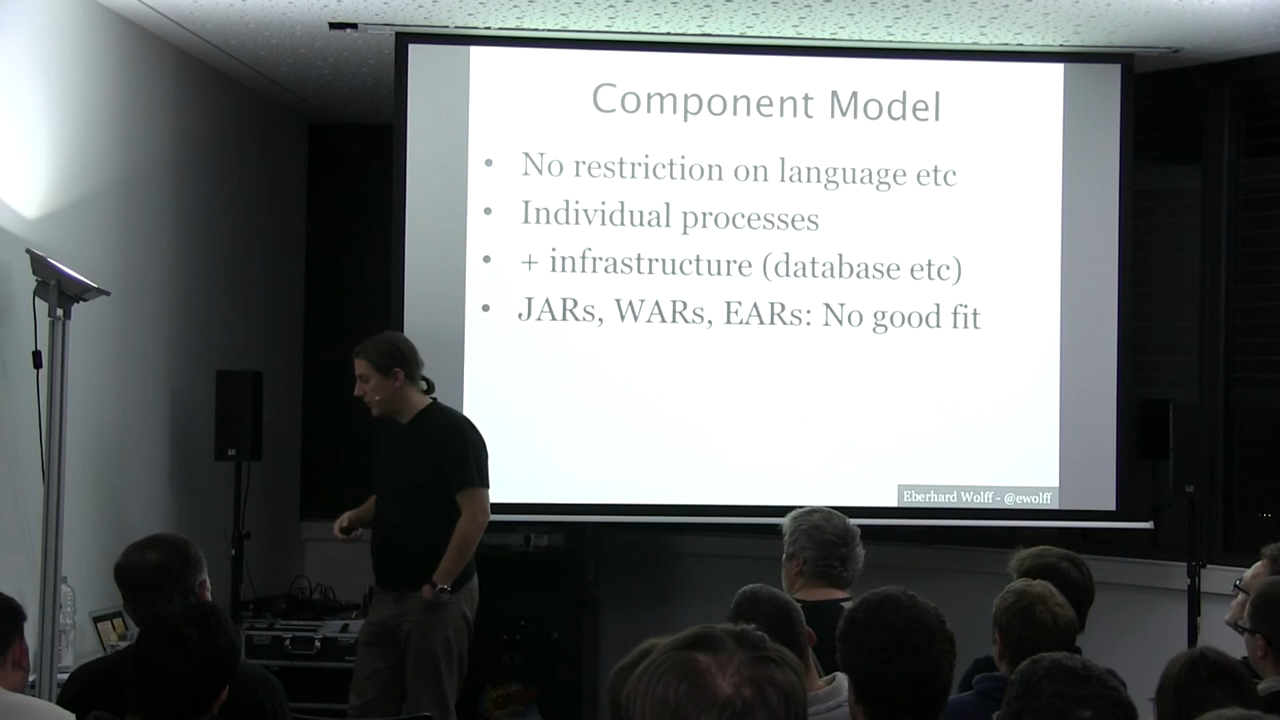 Component Model
• No restriction on language etc
• Individual processes
• + infrastructure (database etc)
• JARs, WARs, EARs: No good fit
Eberhard Wolff - @ewolff